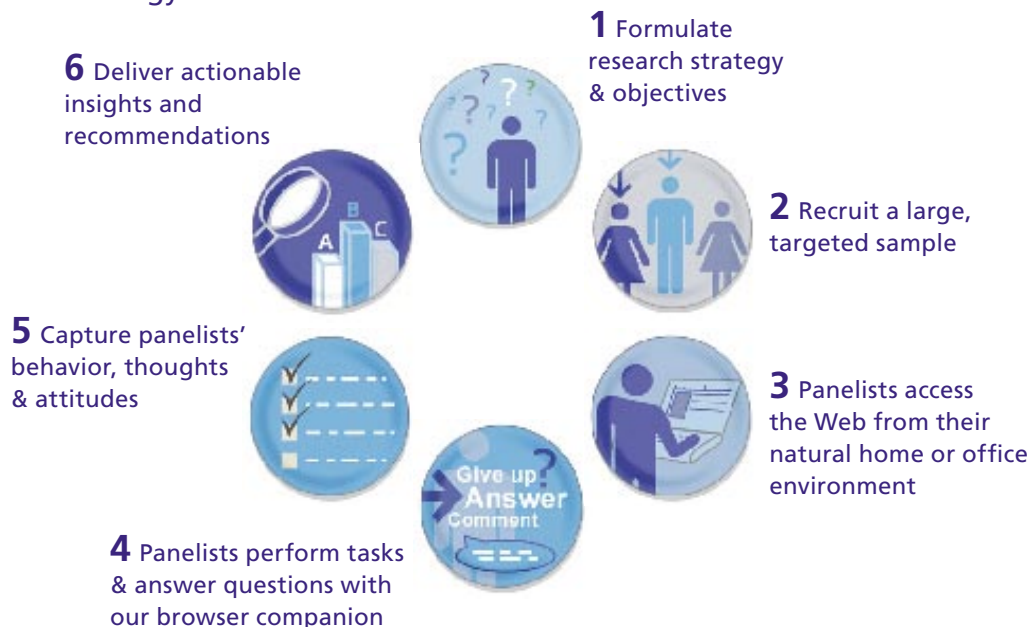 1 Formulate
research strategy
& objectives
2 Recruit a large,
targeted sample
3 Panelists access
the Web from their
natural home or office
environment
4 Panelists perform tasks
& answer questions with
our browser companion
5 Capture panelists'
behavior, thoughts
& attitudes
6 Deliver actionable
insights and
recommendations
? ? ? ? ? ? ? ?
A
B
C
Give up ?
Answer
Comment